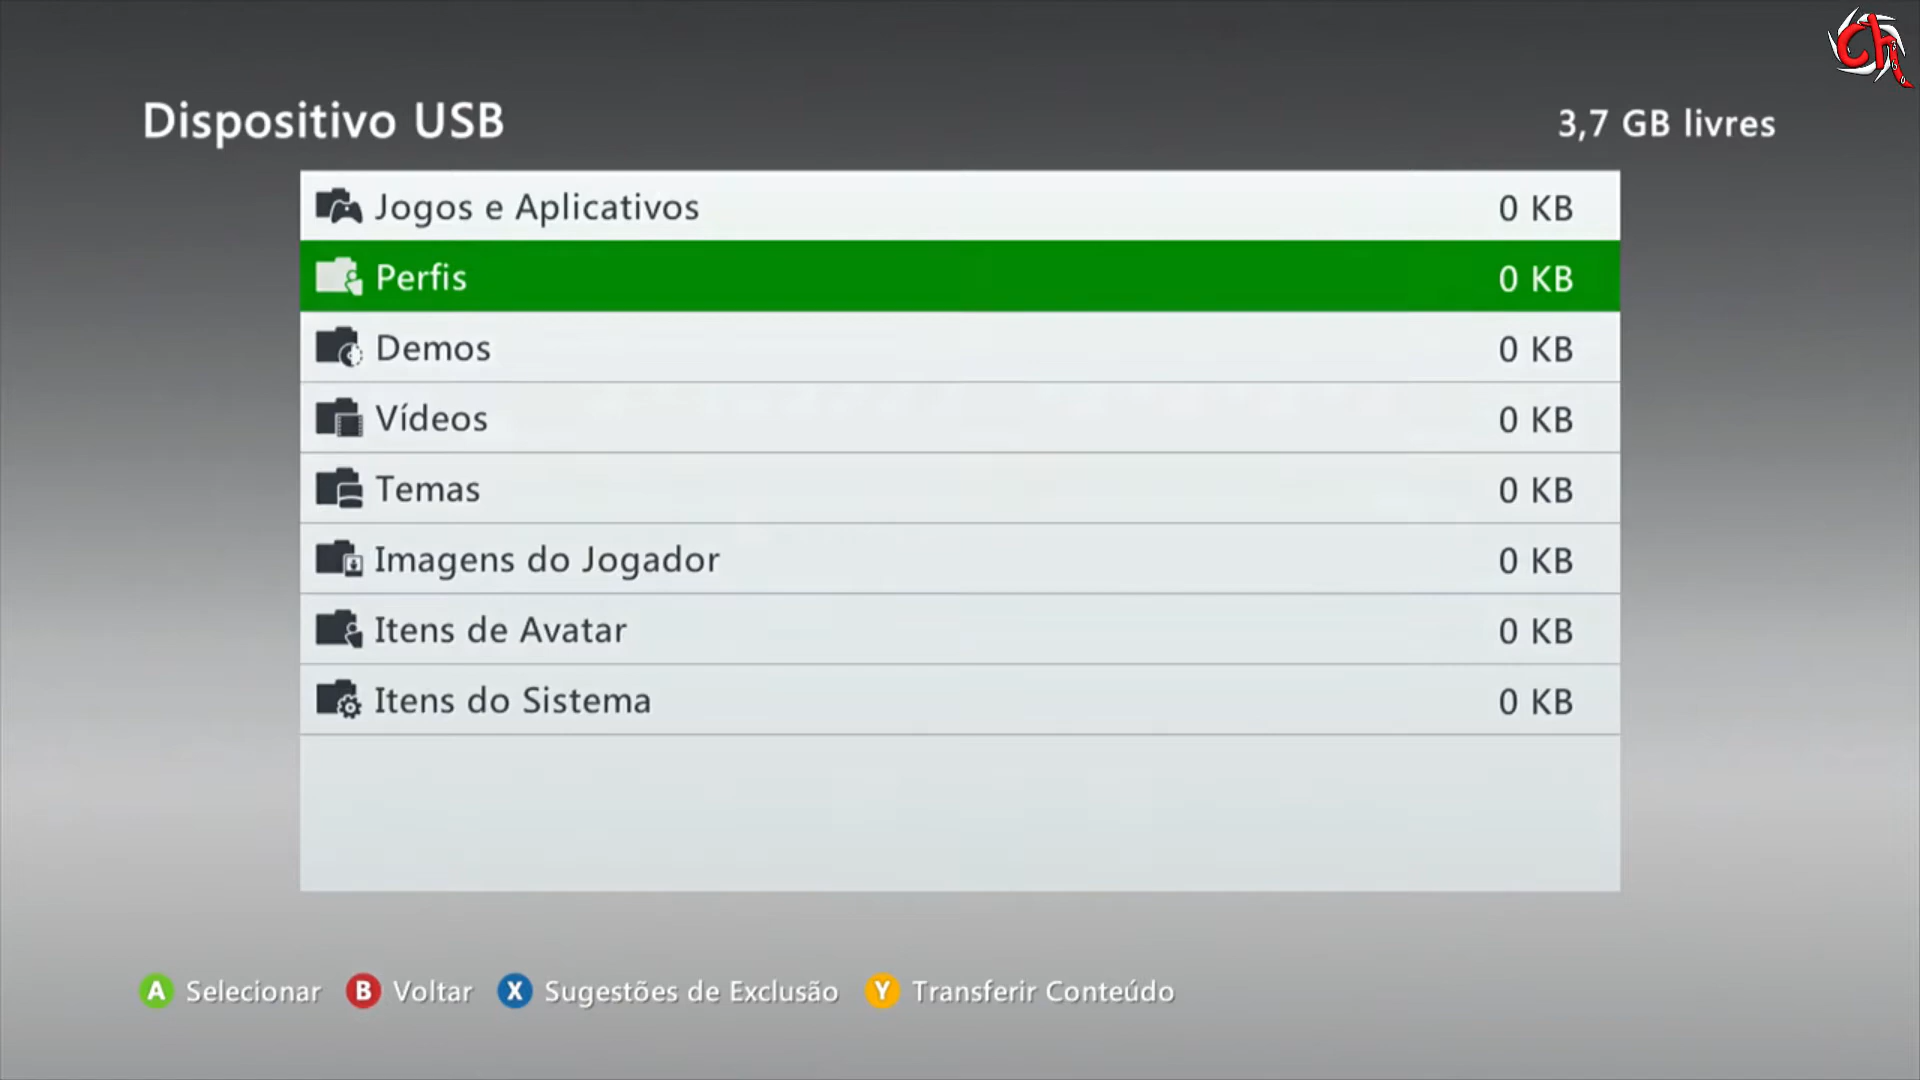 Dispositivo USB
3,7 GB livres
Jogos e Aplicativos 0 KB
Perfis 0 KB
Demos 0 KB
Vídeos 0 KB
Temas 0 KB
Imagens do Jogador 0 KB
Itens de Avatar 0 KB
Itens do Sistema 0 KB
A Selecionar B Voltar X Sugestões de Exclusão Y Transferir Conteúdo